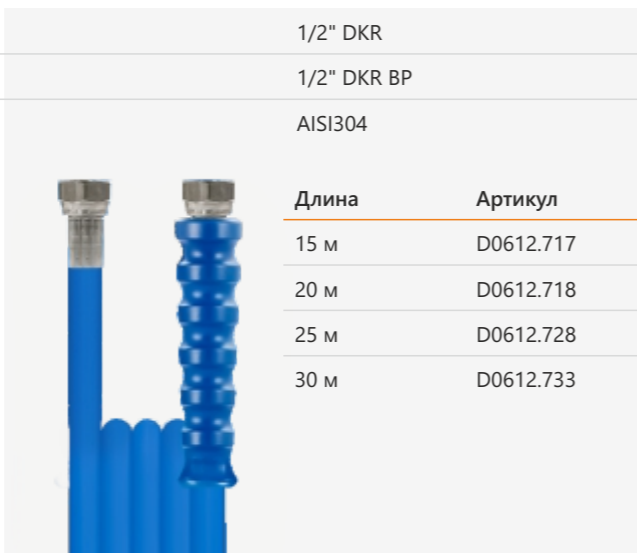 1/2" DKR
1/2" DKR BP
AISI304
Длина Артикул
15 м D0612.717
20 м D0612.718
25 м D0612.728
30 м D0612.733